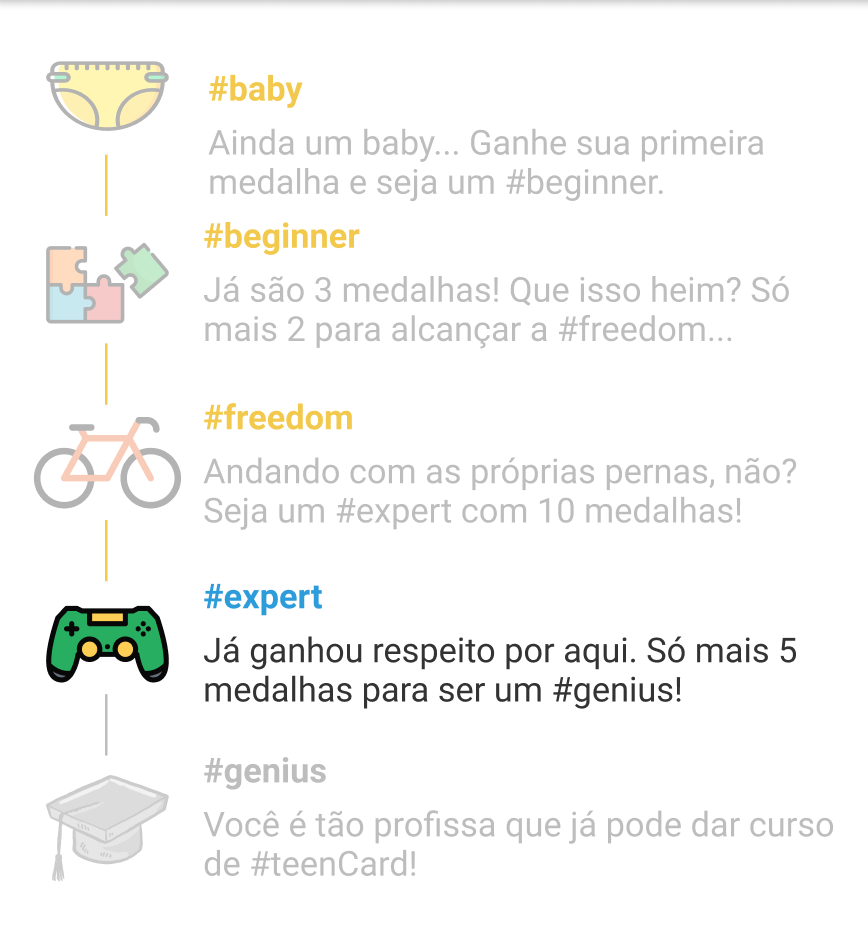 #baby
Ainda um baby... Ganhe sua primeira
medalha e seja um #beginner.
#beginner
Já são 3 medalhas! Que isso heim? Só
mais 2 para alcançar a #freedom...
#freedom
Andando com as próprias pernas, não?
Seja um #expert com 10 medalhas!
#expert
Já ganhou respeito por aqui. Só mais 5
medalhas para ser um #genius!
#genius
Você é tão profissa que já pode dar curso
de #teenCard!